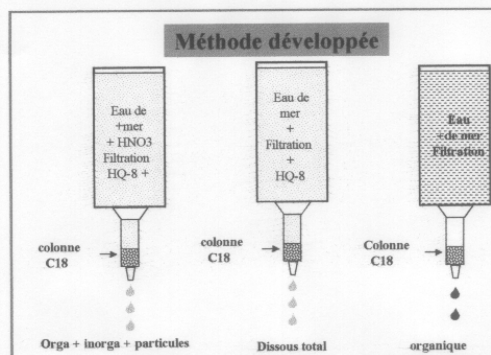 Méthode développée
Eau de
+mer
+ HNO3
Filtration
HQ-8 +
colonne
C18
Orga + inorga + particules
Eau de
mer
+
Filtration
+
HQ-8
colonne
C18
Dissous total
Eau
+de mer
Filtration
Colonne
C18
organique